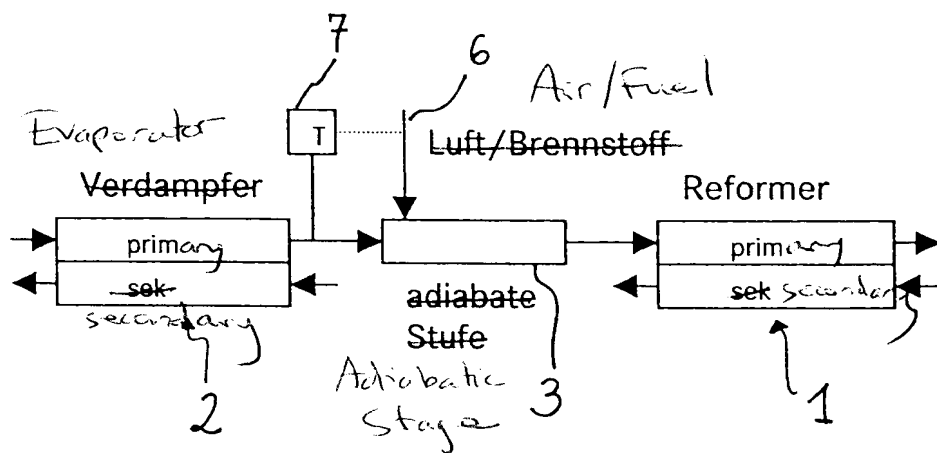 7
6
Air/Fuel
Evaporator
T
Luft/Brennstoff
Verdampfer
Reformer
primary
primary
sek
sek secondary
secondary
adiabate
Stufe
2
Adiabatic
Stage
3
1